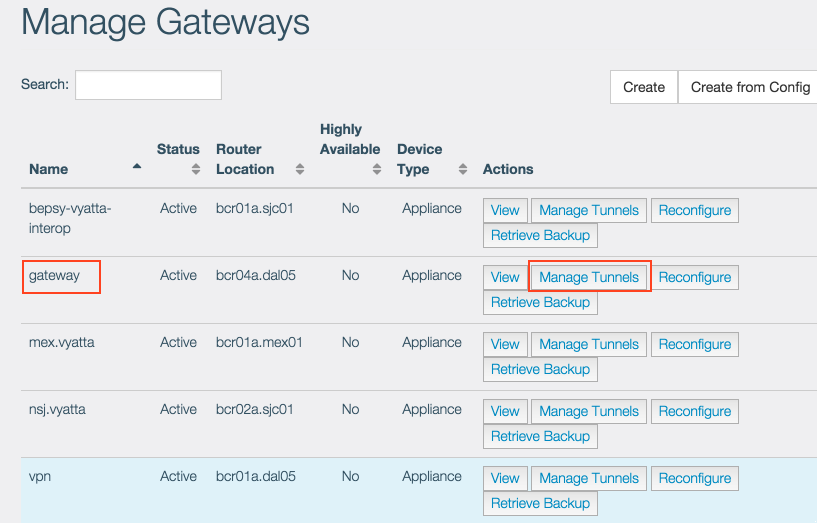 Manage Gateways
Search:
Create
Create from Config
Name
Status
Router Location
Highly Available
Device Type
Actions
bepsy-vyatta-interop
Active
bcr01a.sjc01
No
Appliance
View
Manage Tunnels
Reconfigure
Retrieve Backup
gateway
Active
bcr04a.dal05
No
Appliance
View
Manage Tunnels
Reconfigure
Retrieve Backup
mex.vyatta
Active
bcr01a.mex01
No
Appliance
View
Manage Tunnels
Reconfigure
Retrieve Backup
nsj.vyatta
Active
bcr02a.sjc01
No
Appliance
View
Manage Tunnels
Reconfigure
Retrieve Backup
vpn
Active
bcr01a.dal05
No
Appliance
View
Manage Tunnels
Reconfigure
Retrieve Backup